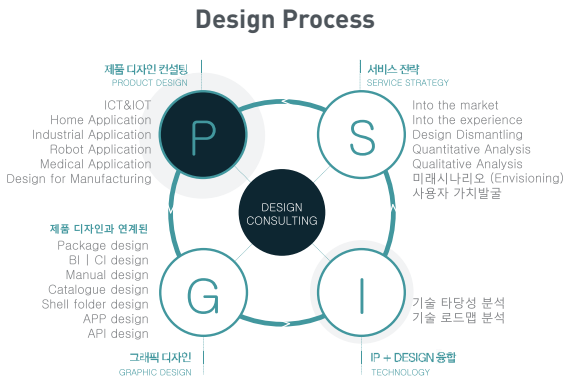 Design Process
제품 디자인 컨설팅
PRODUCT DESIGN
ICT&IOT
Home Application
Industrial Application
Robot Application
Medical Application
Design for Manufacturing
P
서비스 전략
SERVICE STRATEGY
S
Into the market
Into the experience
Design Dismantling
Quantitative Analysis
Qualitative Analysis
미래시나리오 (Envisioning)
사용자 가치발굴
DESIGN
CONSULTING
제품 디자인과 연계된
Package design
BI | CI design
Manual design
Catalogue design
Shell folder design
APP design
API design
G
그래픽 디자인
GRAPHIC DESIGN
I
기술 타당성 분석
기술 로드맵 분석
IP + DESIGN 융합
TECHNOLOGY